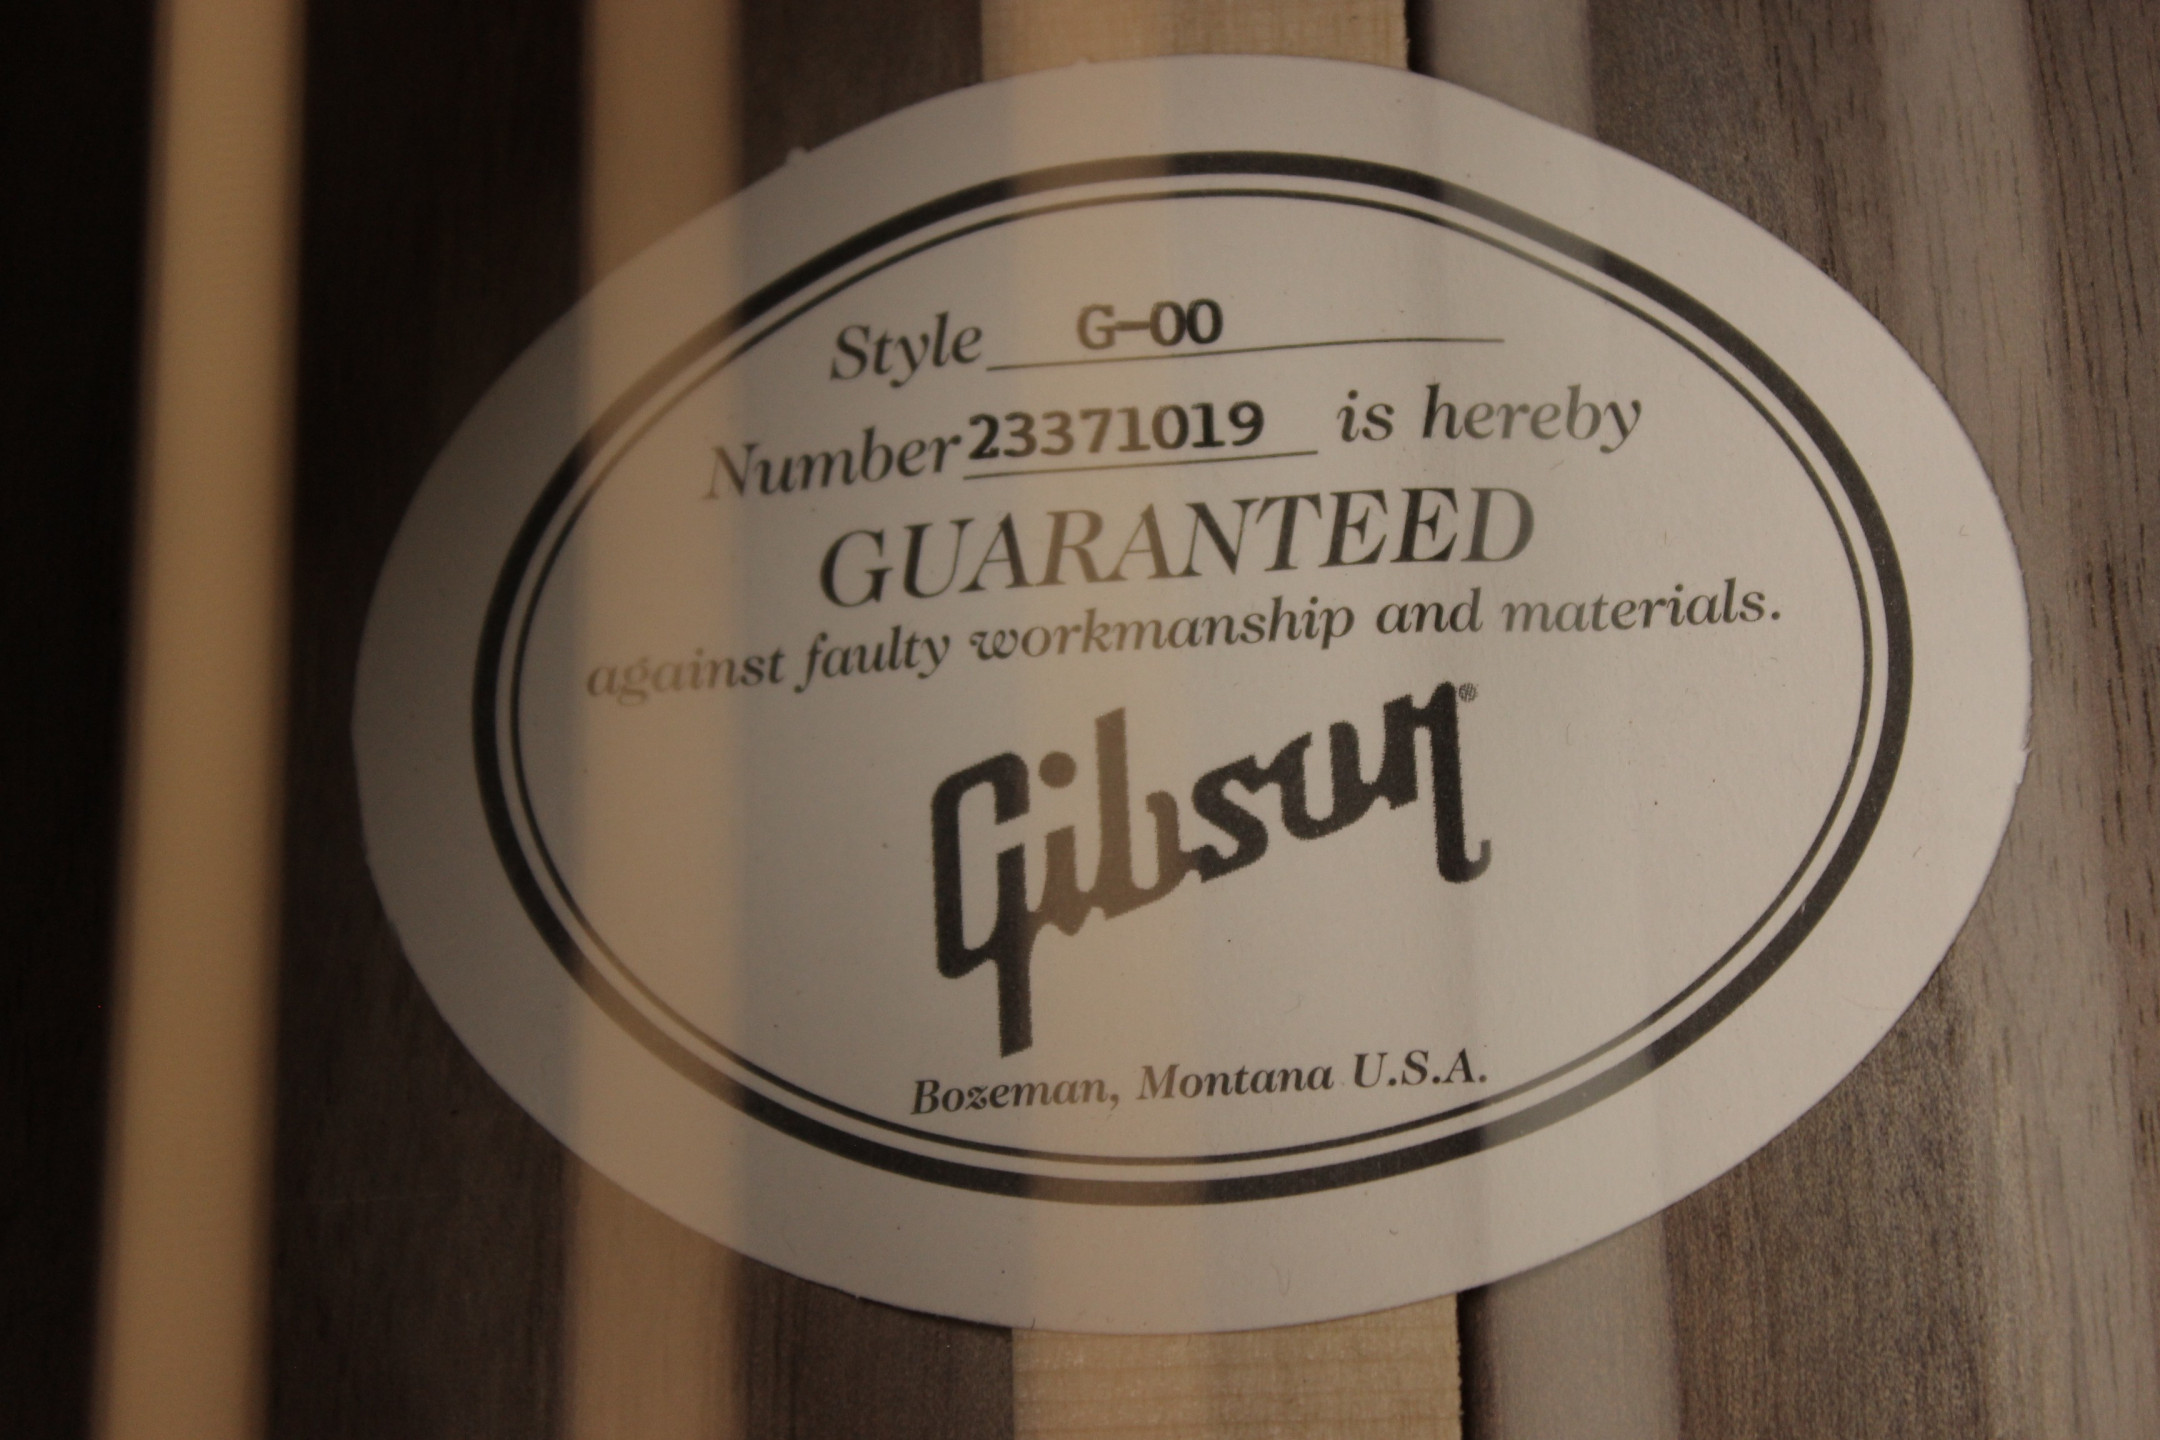 Style G-00
Number 23371019 is hereby
GUARANTEED
against faulty workmanship and materials.
Gibson®
Bozeman, Montana U.S.A.